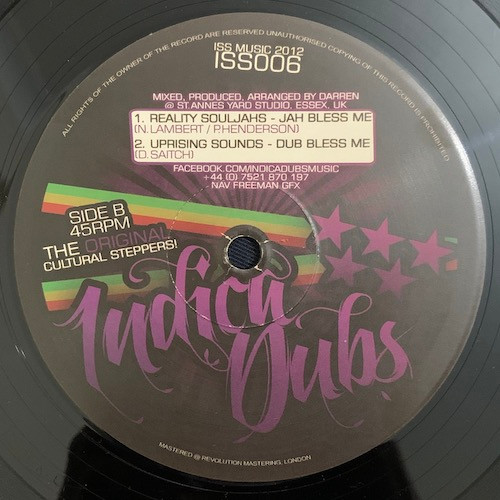 ALL RIGHTS OF THE OWNER OF THE RECORD ARE RESERVED UNAUTHORISED COPYING OF THIS RECORD IS PROHIBITED
ISS MUSIC 2012
ISS006
MIXED, PRODUCED, ARRANGED BY DARREN
@ ST.ANNES YARD STUDIO, ESSEX, UK
1. REALITY SOULJAHS - JAH BLESS ME
(N.LAMBERT / P.HENDERSON)
2. UPRISING SOUNDS - DUB BLESS ME
(D.SAITCH)
FACEBOOK.COM/INDICADUBSMUSIC
+44 (0) 7521 870 197
NAV FREEMAN GFX
SIDE B
45RPM
THE ORIGINAL
CULTURAL STEPPERS!
Indica
Dubs
MASTERED @ REVOLUTION MASTERING, LONDON